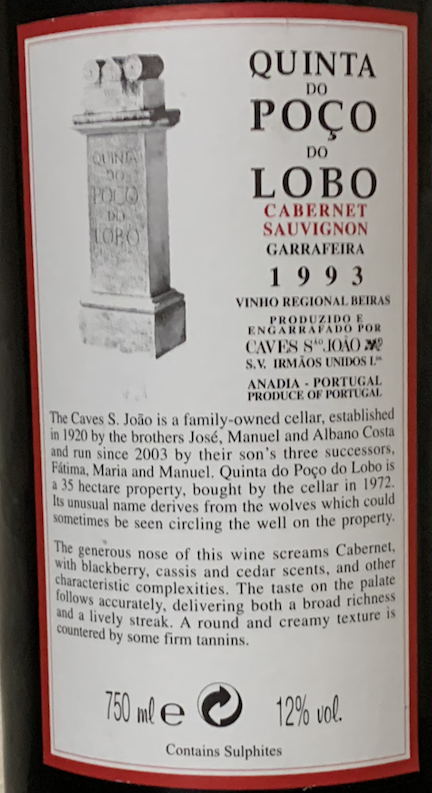 QUINTA
DO
POÇO
DO
LOBO
QUINTA
DO
POÇO
DO
LOBO
CABERNET
SAUVIGNON
GARRAFEIRA
1993
VINHO REGIONAL BEIRAS
PRODUZIDO E
ENGARRAFADO POR
CAVES SÃO JOÃO
S.V. IRMÃOS UNIDOS L.DA
ANADIA - PORTUGAL
PRODUCE OF PORTUGAL
The Caves S. João is a family-owned cellar, established
in 1920 by the brothers José, Manuel and Albano Costa
and run since 2003 by their son's three successors,
Fátima, Maria and Manuel. Quinta do Poço do Lobo is
a 35 hectare property, bought by the cellar in 1972.
Its unusual name derives from the wolves which could
sometimes be seen circling the well on the property.
The generous nose of this wine screams Cabernet,
with blackberry, cassis and cedar scents, and other
characteristic complexities. The taste on the palate
follows accurately, delivering both a broad richness
and a lively streak. A round and creamy texture is
countered by some firm tannins.
750 ml e 12% vol.
Contains Sulphites